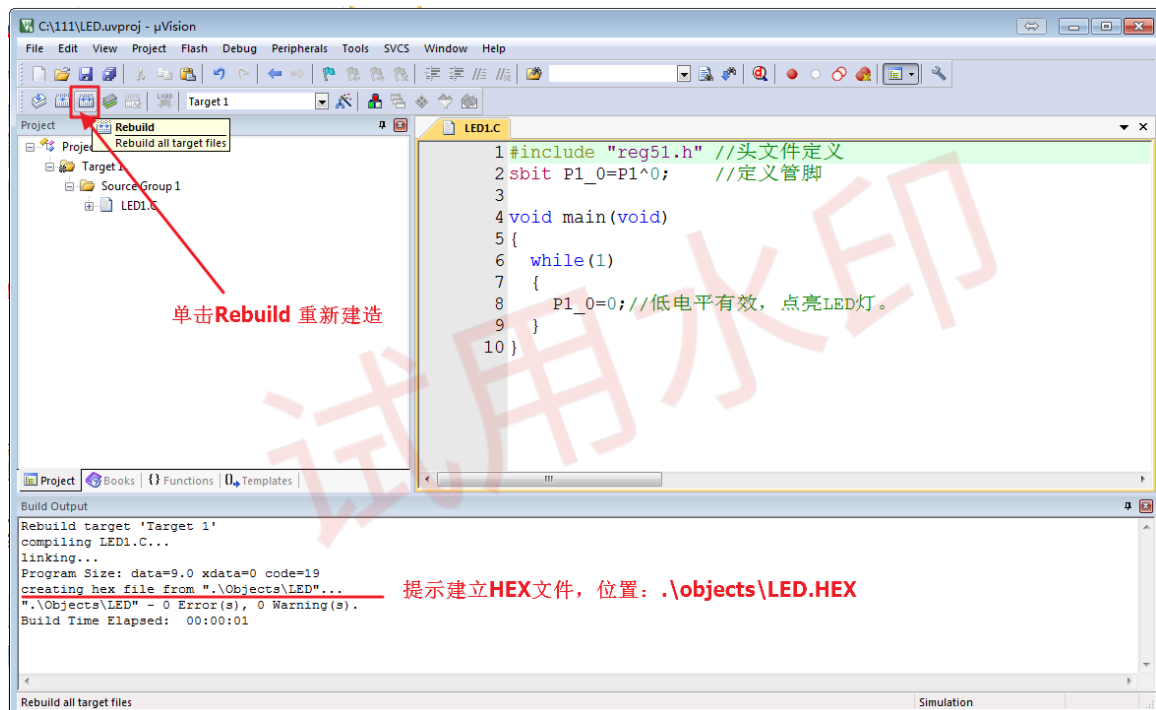 C:\111\LED.uvproj - µVision
File Edit View Project Flash Debug Peripherals Tools SVCS Window Help
LOAD
Target 1
Project
LED1.C
Rebuild
Rebuild all target files
Projec
Target 1
Source Group 1
LED1.C
单击Rebuild 重新建造
1 #include "reg51.h" //头文件定义
2 sbit P1_0=P1^0; //定义管脚
3
4 void main(void)
5 {
6 while(1)
7 {
8 P1_0=0;//低电平有效，点亮LED灯。
9 }
10 }
试用水印
Project Books {} Functions Templates
Build Output
Rebuild target 'Target 1'
compiling LED1.C...
linking...
Program Size: data=9.0 xdata=0 code=19
creating hex file from ".\Objects\LED"...
提示建立HEX文件，位置：.\objects\LED.HEX
".\Objects\LED" - 0 Error(s), 0 Warning(s).
Build Time Elapsed: 00:00:01
Rebuild all target files
Simulation